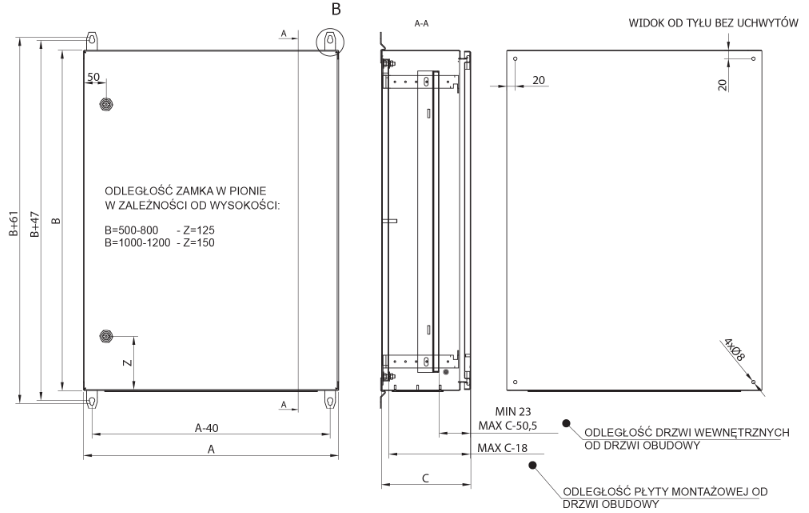 B
A
A-A
WIDOK OD TYŁU BEZ UCHWYTÓW
50
20
20
ODLEGŁOŚĆ ZAMKA W PIONIE
W ZALEŻNOŚCI OD WYSOKOŚCI:
B=500-800 - Z=125
B=1000-1200 - Z=150
B+61
B+47
B
Z
4xØ8
A
A-40
A
MIN 23
MAX C-50,5
MAX C-18
C
ODLEGŁOŚĆ DRZWI WEWNĘTRZNYCH
OD DRZWI OBUDOWY
ODLEGŁOŚĆ PŁYTY MONTAŻOWEJ OD
DRZWI OBUDOWY